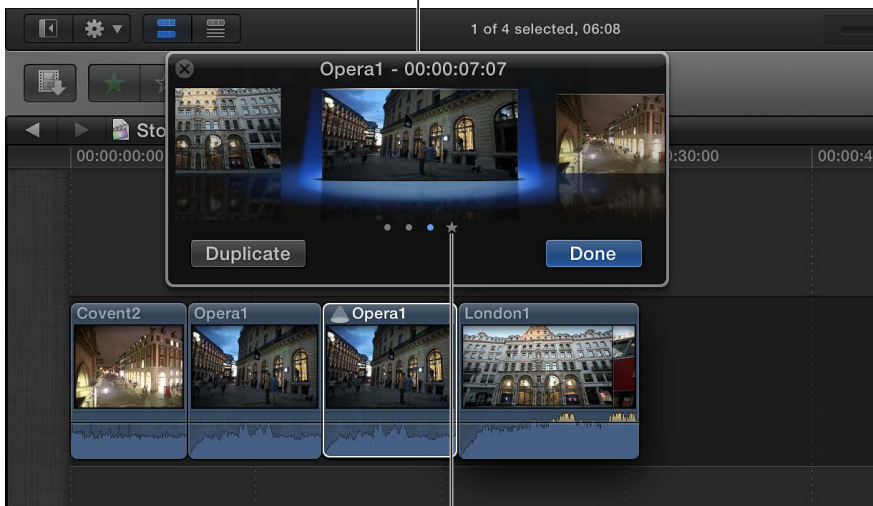 1 of 4 selected, 06:08
Opera1 - 00:00:07:07
Sto
00:00:00:00
0:30:00
00:00:4
Duplicate
Done
Covent2
Opera1
Opera1
London1